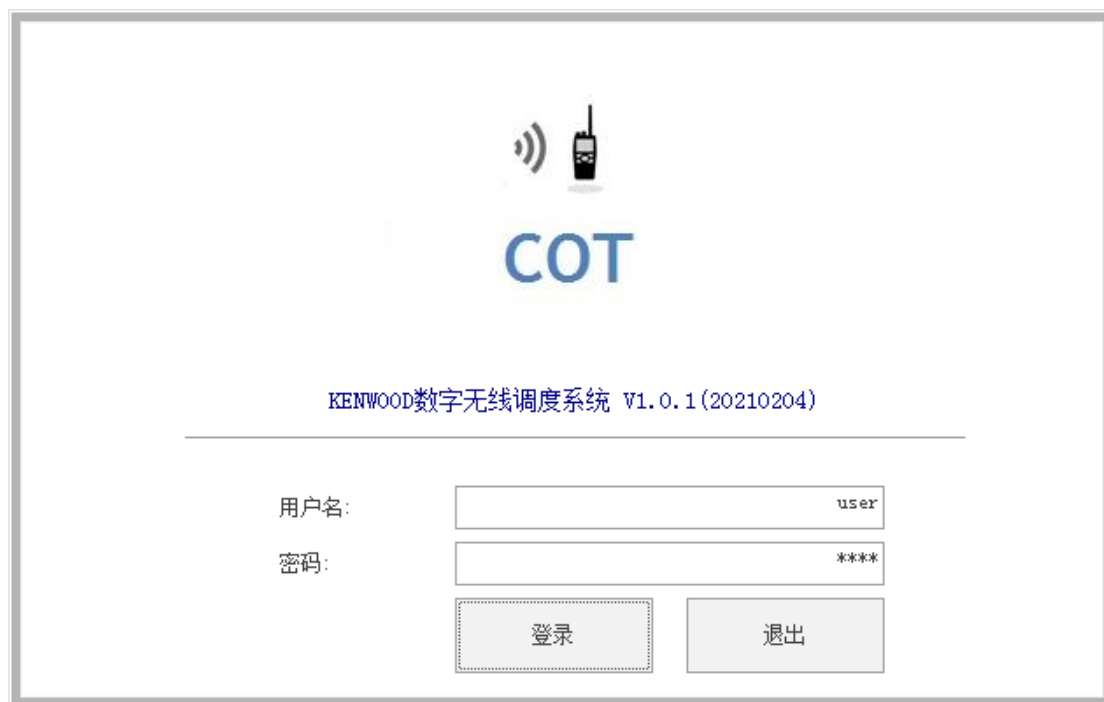 COT
KENWOOD数字无线调度系统 V1.0.1(20210204)
用户名: user
密码: ****
登录 退出